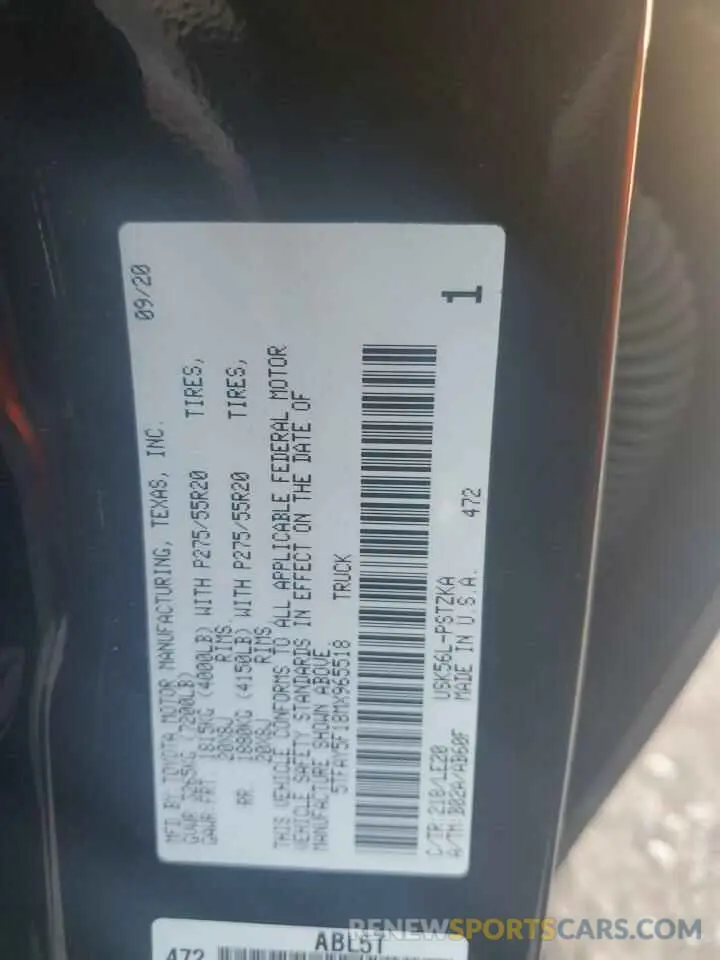 09/20
MFD BY: TOYOTA MOTOR MANUFACTURING, TEXAS, INC.
GVWR 3265KG (7200LB)
GAWR FRT. 1815KG (4000LB) WITH P275/55R20 TIRES,
20X8J RIMS,
RR. 1880KG (4150LB) WITH P275/55R20 TIRES,
20X8J RIMS
THIS VEHICLE CONFORMS TO ALL APPLICABLE FEDERAL MOTOR
VEHICLE SAFETY STANDARDS IN EFFECT ON THE DATE OF
MANUFACTURE SHOWN ABOVE.
5TFAY5F18MX965518 TRUCK
C/TR:218/LE20 USK56L-PSTZKA
A/TM:B02A/AB60F MADE IN U.S.A. 472
1
472 ABE5T
RENEWSPORTSCARS.COM